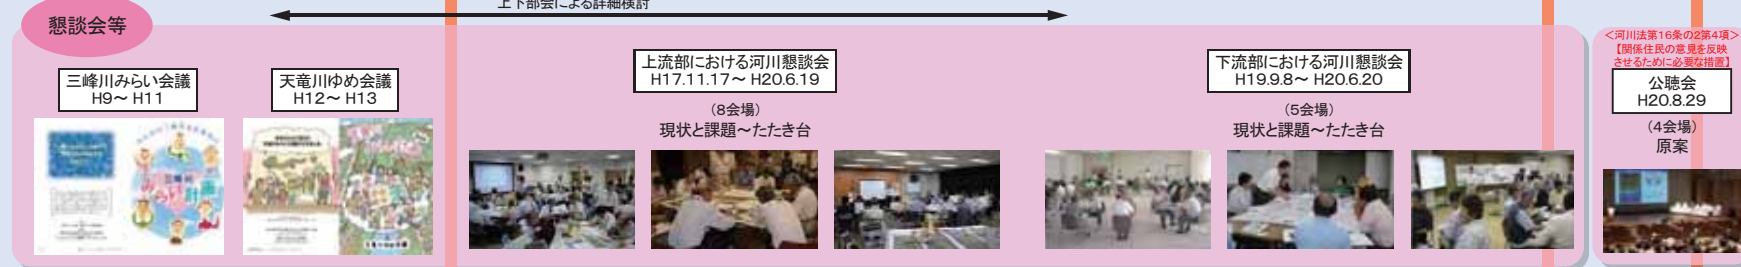 上下部会による詳細検討
懇談会等
三峰川みらい会議
H9～H11
天竜川ゆめ会議
H12～H13
上流部における河川懇談会
H17.11.17～H20.6.19
（8会場）
現状と課題～たたき台
下流部における河川懇談会
H19.9.8～H20.6.20
（5会場）
現状と課題～たたき台
＜河川法第16条の2第4項＞
【関係住民の意見を反映
させるために必要な措置】
公聴会
H20.8.29
（4会場）
原案